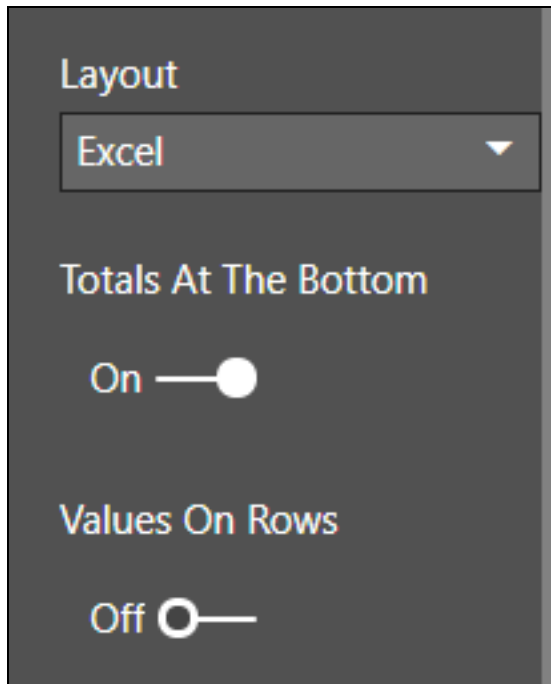 Layout
Excel
Totals At The Bottom
On
Values On Rows
Off